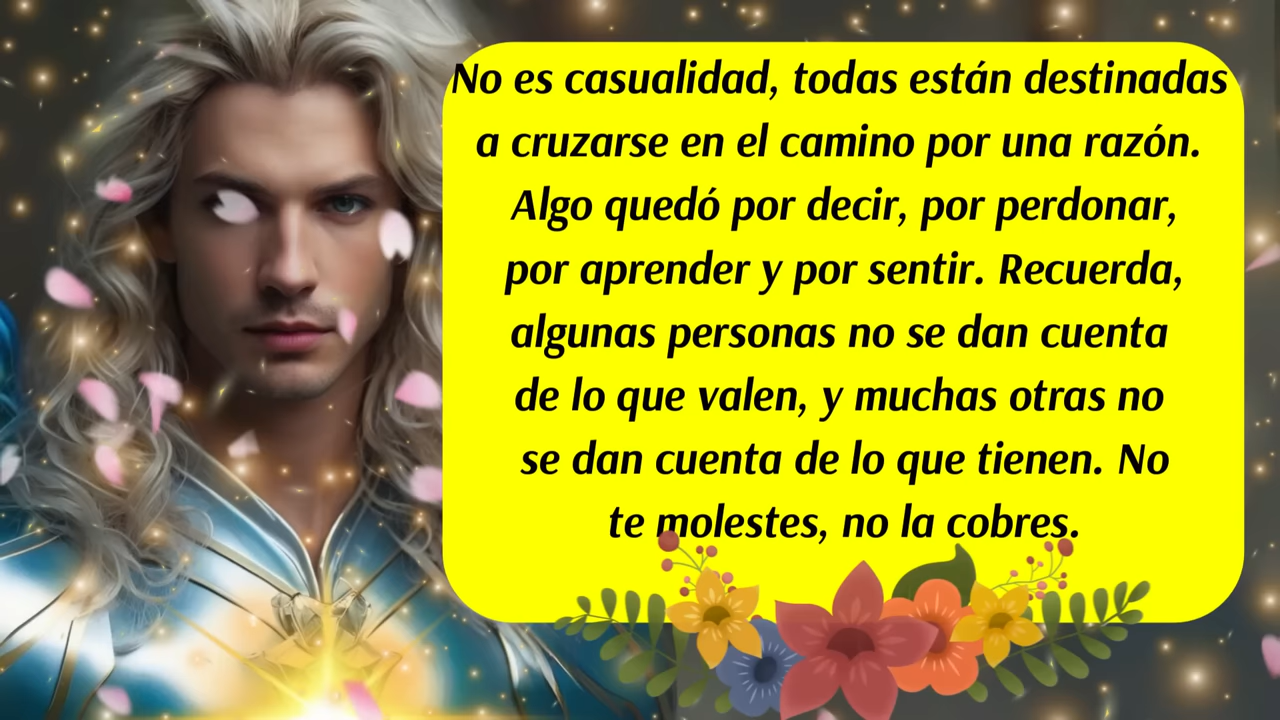 No es casualidad, todas están destinadas
a cruzarse en el camino por una razón.
Algo quedó por decir, por perdonar,
por aprender y por sentir. Recuerda,
algunas personas no se dan cuenta
de lo que valen, y muchas otras no
se dan cuenta de lo que tienen. No
te molestes, no la cobres.